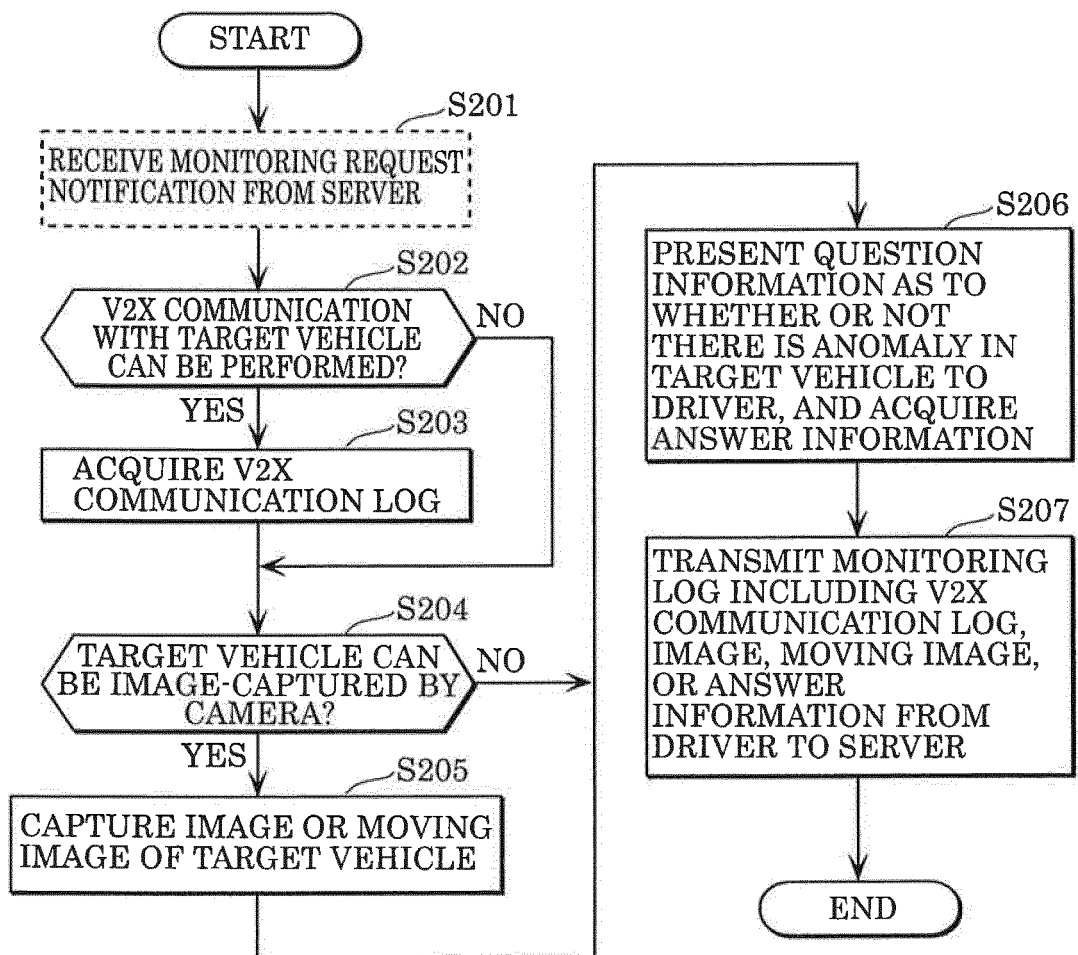 START
S201
RECEIVE MONITORING REQUEST
NOTIFICATION FROM SERVER
S202
V2X COMMUNICATION
WITH TARGET VEHICLE
CAN BE PERFORMED?
NO
YES
S203
ACQUIRE V2X
COMMUNICATION LOG
S204
TARGET VEHICLE CAN
BE IMAGE-CAPTURED BY
CAMERA?
NO
YES
S205
CAPTURE IMAGE OR MOVING
IMAGE OF TARGET VEHICLE
S206
PRESENT QUESTION
INFORMATION AS TO
WHETHER OR NOT
THERE IS ANOMALY IN
TARGET VEHICLE TO
DRIVER, AND ACQUIRE
ANSWER INFORMATION
S207
TRANSMIT MONITORING
LOG INCLUDING V2X
COMMUNICATION LOG,
IMAGE, MOVING IMAGE,
OR ANSWER
INFORMATION FROM
DRIVER TO SERVER
END